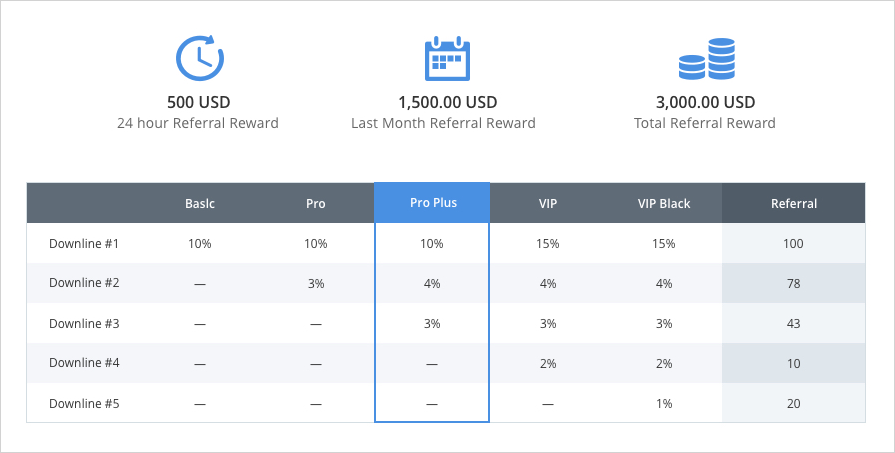 500 USD
24 hour Referral Reward
1,500.00 USD
Last Month Referral Reward
3,000.00 USD
Total Referral Reward
Baslc Pro Pro Plus VIP VIP Black Referral
Downline #1 10% 10% 10% 15% 15% 100
Downline #2 — 3% 4% 4% 4% 78
Downline #3 — — 3% 3% 3% 43
Downline #4 — — — 2% 2% 10
Downline #5 — — — — 1% 20